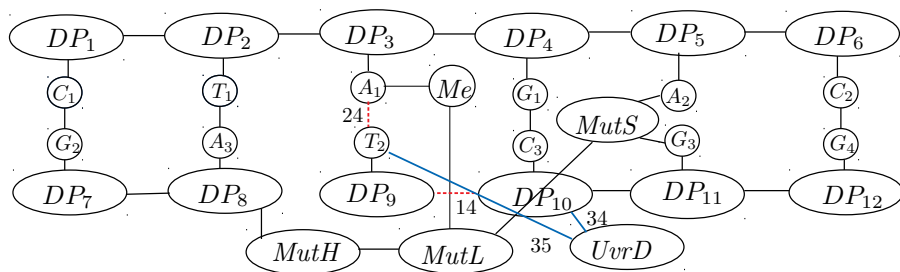 DP₁ DP₂ DP₃ DP₄ DP₅ DP₆
C₁ T₁ A₁ Me G₁ A₂ C₂
24
MutS
G₂ A₃ T₂ C₃ G₃ G₄
DP₇ DP₈ DP₉ DP₁₀ DP₁₁ DP₁₂
14 34
35
MutH MutL UvrD